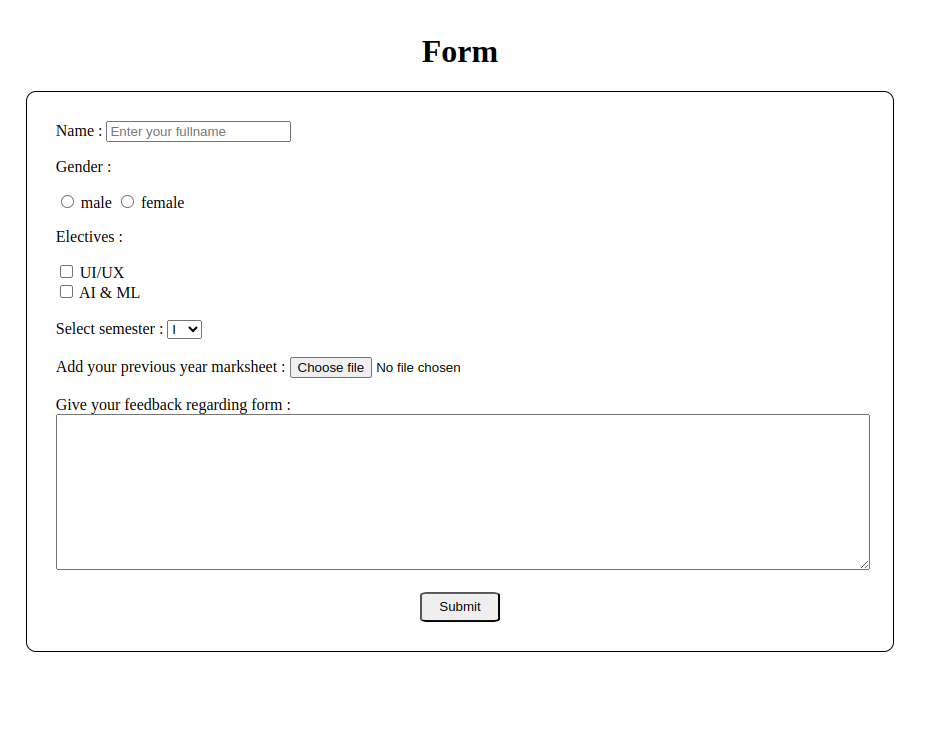 Form
Name : Enter your fullname
Gender :
male female
Electives :
UI/UX
AI & ML
Select semester : I
Add your previous year marksheet : Choose file No file chosen
Give your feedback regarding form :
Submit